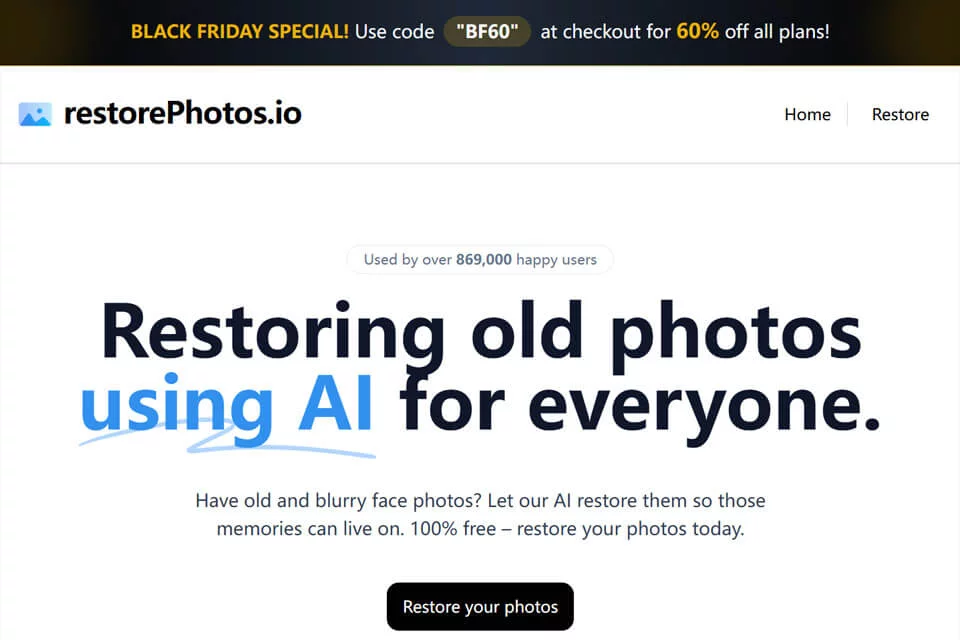 BLACK FRIDAY SPECIAL! Use code "BF60" at checkout for 60% off all plans!
restorePhotos.io
Home
Restore
Used by over 869,000 happy users
Restoring old photos
using AI for everyone.
Have old and blurry face photos? Let our AI restore them so those
memories can live on. 100% free – restore your photos today.
Restore your photos